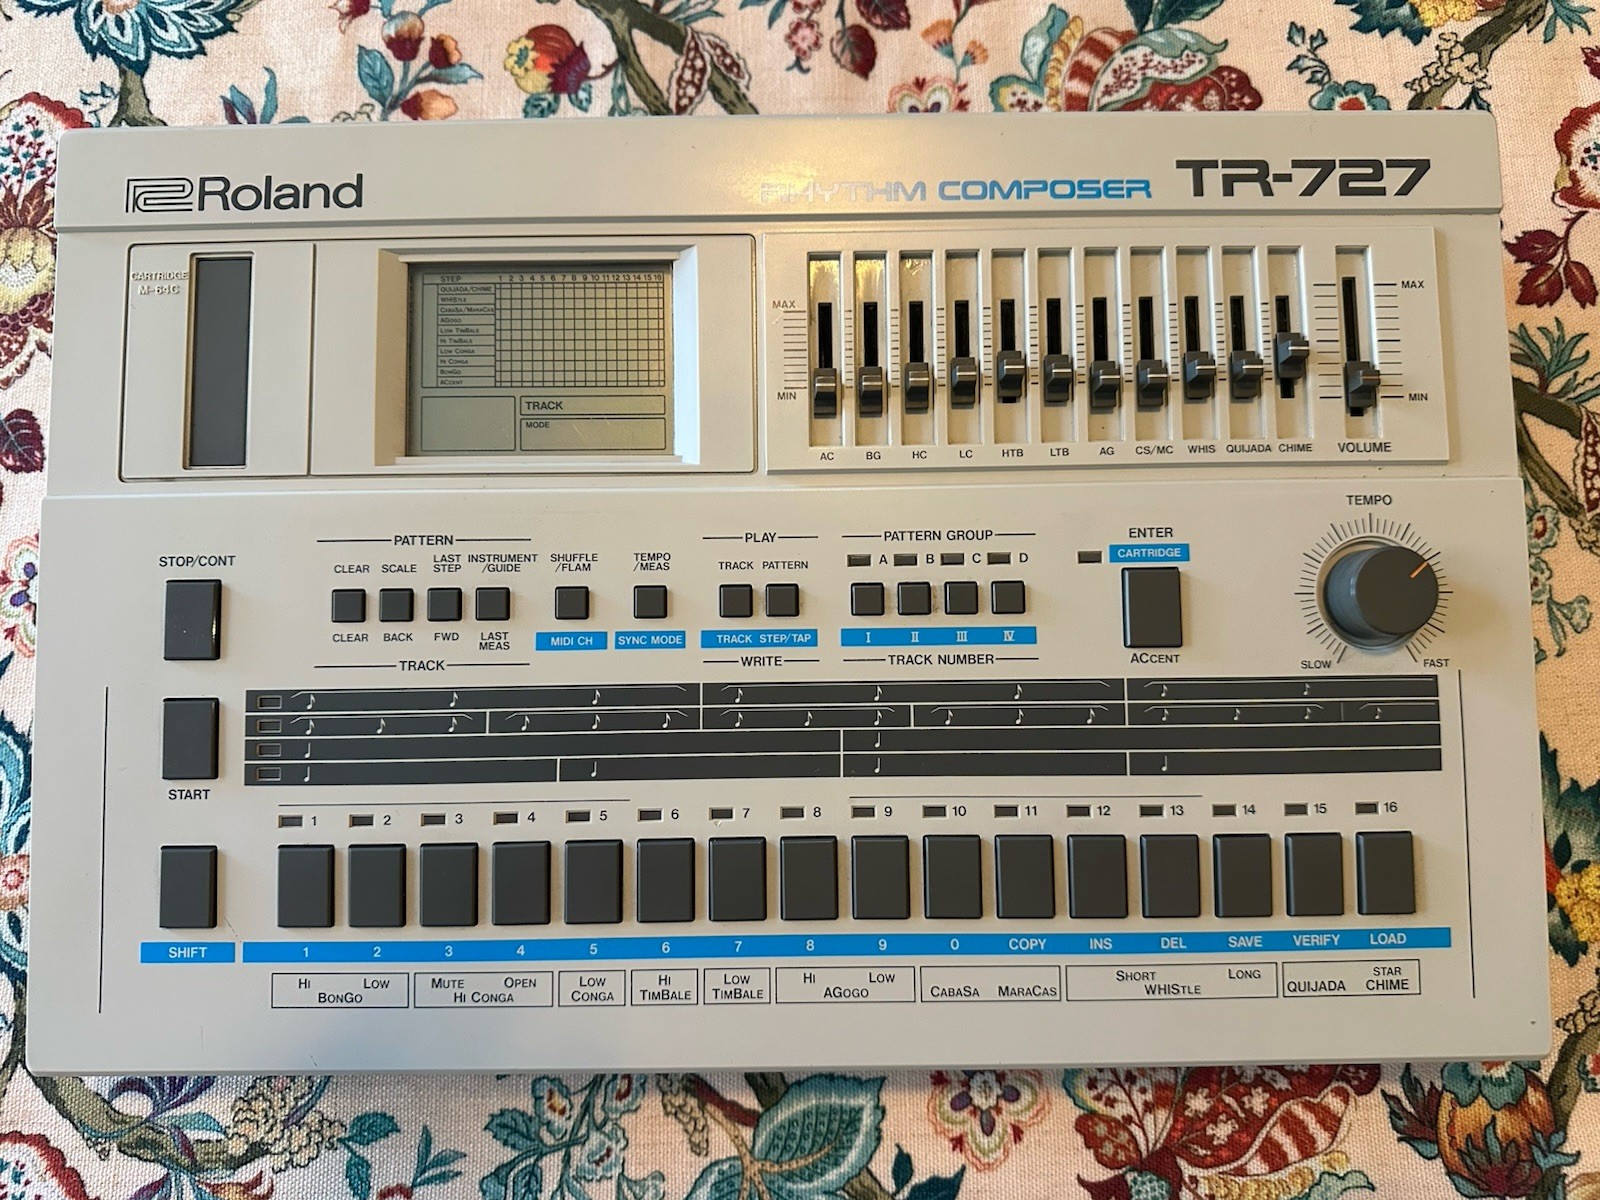 Roland
RHYTHM COMPOSER TR-727
CARTRIDGE
M-64C
STEP 1 2 3 4 5 6 7 8 9 10 11 12 13 14 15 16
QUIJADA/CHIME
WHIStLE
CABASa/MARACAS
AGOGO
LOW TIMBALE
HI TIMBALE
LOW CONGA
HI CONGA
BONGO
ACCENT
TRACK
MODE
MAX
MIN
MAX
MIN
AC BG HC LC HTB LTB AG CS/MC WHIS QUIJADA CHIME VOLUME
TEMPO
SLOW FAST
STOP/CONT
PATTERN
CLEAR SCALE LAST STEP INSTRUMENT /GUIDE
SHUFFLE /FLAM
TEMPO /MEAS
PLAY
TRACK PATTERN
PATTERN GROUP
A B C D
ENTER
CARTRIDGE
CLEAR BACK FWD LAST MEAS
MIDI CH
SYNC MODE
TRACK STEP/TAP
I II III IV
ACCENT
TRACK
WRITE
TRACK NUMBER
START
1 2 3 4 5 6 7 8 9 10 11 12 13 14 15 16
SHIFT
1 2 3 4 5 6 7 8 9 0 COPY INS DEL SAVE VERIFY LOAD
HI LOW
BONGO
MUTE OPEN
HI CONGA
LOW
CONGA
HI
TIMBALE
LOW
TIMBALE
HI LOW
AGOGO
CABASA MARACAS
SHORT LONG
WHISTLE
QUIJADA
STAR
CHIME